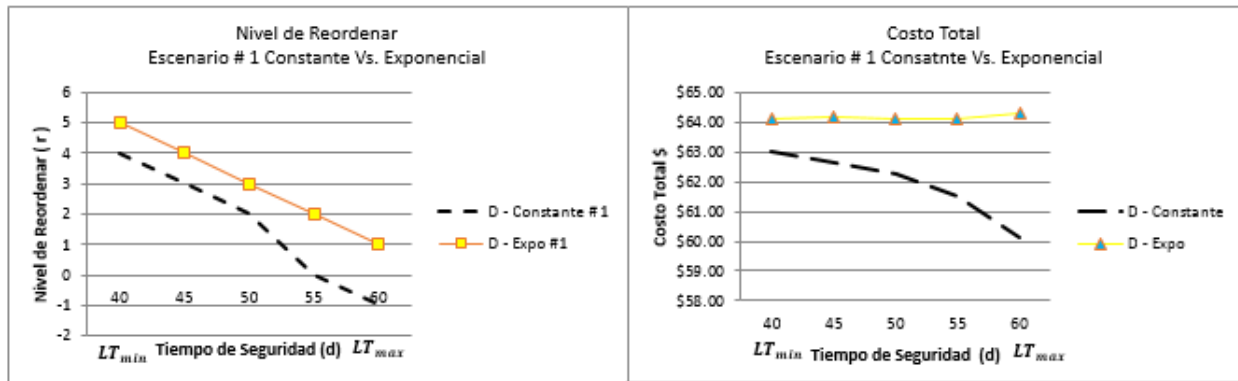 Nivel de Reordenar
Escenario # 1 Constante Vs. Exponencial
Nivel de Reordenar ( r )
6
5
4
3
2
1
0
-1
-2
40 45 50 55 60
LTmin Tiempo de Seguridad (d) LTmax
D - Constante #1
D - Expo #1
Costo Total
Escenario # 1 Consatnte Vs. Exponencial
Costo Total $
$65.00
$64.00
$63.00
$62.00
$61.00
$60.00
$59.00
$58.00
40 45 50 55 60
LTmin Tiempo de Seguridad (d) LTmax
D - Constante
D - Expo